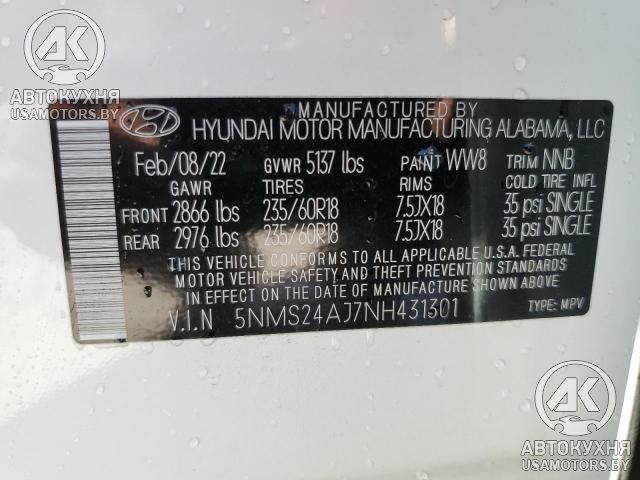 AK
АВТОКУХНЯ
USAMOTORS.BY
MANUFACTURED BY
HYUNDAI MOTOR MANUFACTURING ALABAMA, LLC
Feb/08/22 GVWR 5137 lbs PAINT WW8 TRIM NNB
GAWR TIRES RIMS COLD TIRE INFL
FRONT 2866 lbs 235/60R18 7.5JX18 35 psi SINGLE
REAR 2976 lbs 235/60R18 7.5JX18 35 psi SINGLE
THIS VEHICLE CONFORMS TO ALL APPLICABLE U.S.A. FEDERAL
MOTOR VEHICLE SAFETY AND THEFT PREVENTION STANDARDS
IN EFFECT ON THE DATE OF MANUFACTURE SHOWN ABOVE.
V.I.N 5NMS24AJ7NH431301 TYPE: MPV
AK
АВТОКУХНЯ
USAMOTORS.BY